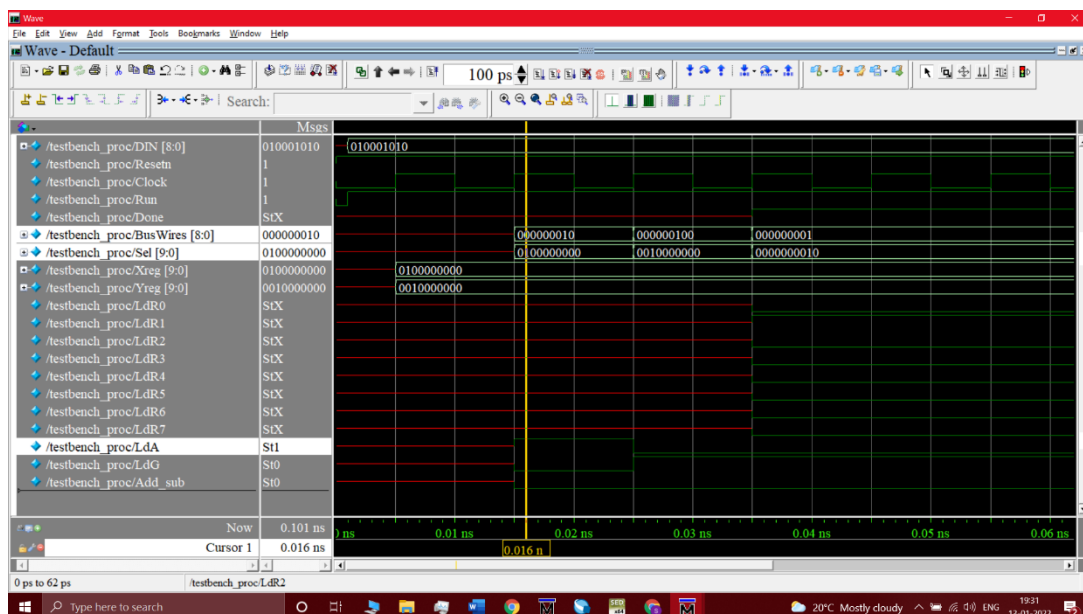 Wave
File Edit View Add Format Tools Bookmarks Window Help
Wave - Default
100 ps
Search:
Msgs
/testbench_proc/DIN [8:0] 010001010 010001010
/testbench_proc/Resetn 1
/testbench_proc/Clock 1
/testbench_proc/Run 1
/testbench_proc/Done StX
/testbench_proc/BusWires [8:0] 000000010 000000010 000000100 000000001
/testbench_proc/Sel [9:0] 0100000000 0100000000 0010000000 0000000010
/testbench_proc/Xreg [9:0] 0100000000 0100000000
/testbench_proc/Yreg [9:0] 0010000000 0010000000
/testbench_proc/LdR0 StX
/testbench_proc/LdR1 StX
/testbench_proc/LdR2 StX
/testbench_proc/LdR3 StX
/testbench_proc/LdR4 StX
/testbench_proc/LdR5 StX
/testbench_proc/LdR6 StX
/testbench_proc/LdR7 StX
/testbench_proc/LdA St1
/testbench_proc/LdG St0
/testbench_proc/Add_sub St0
Now 0.101 ns ns 0.01 ns 0.02 ns 0.03 ns 0.04 ns 0.05 ns 0.06 ns
Cursor 1 0.016 ns 0.016 n
0 ps to 62 ps /testbench_proc/LdR2
Type here to search 20°C Mostly cloudy ENG 19:31
13-01-2022